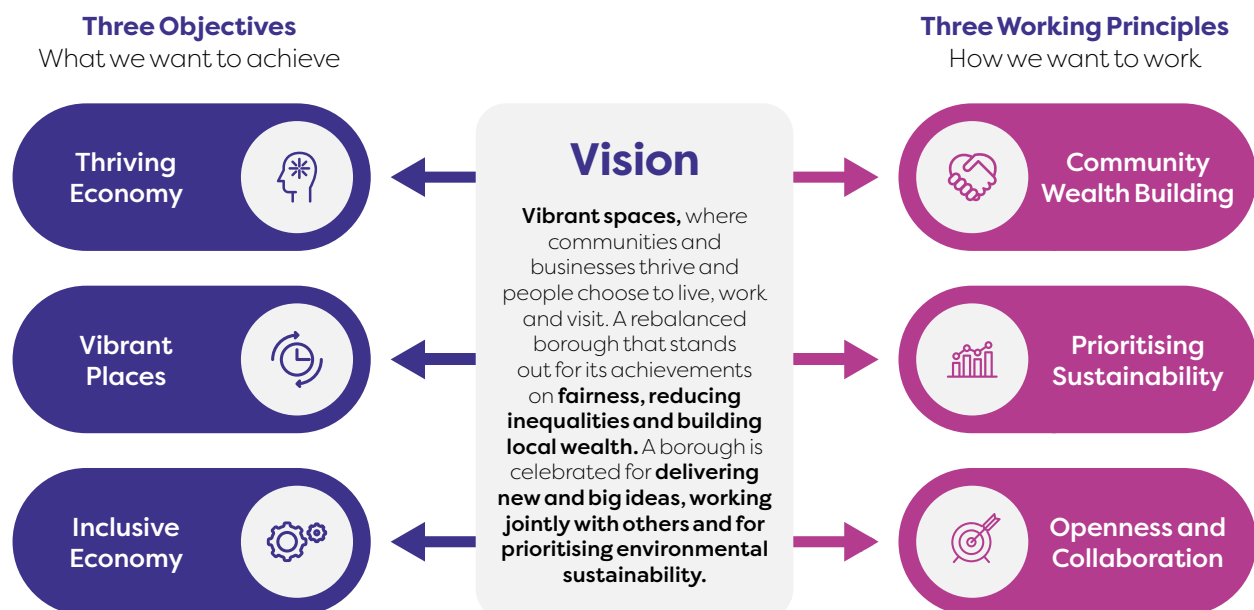 Three Objectives
What we want to achieve
Thriving
Economy
Vibrant
Places
Inclusive
Economy
Vision
Vibrant spaces, where
communities and
businesses thrive and
people choose to live, work
and visit. A rebalanced
borough that stands
out for its achievements
on fairness, reducing
inequalities and building
local wealth. A borough is
celebrated for delivering
new and big ideas, working
jointly with others and for
prioritising environmental
sustainability.
Three Working Principles
How we want to work
Community
Wealth Building
Prioritising
Sustainability
Openness and
Collaboration